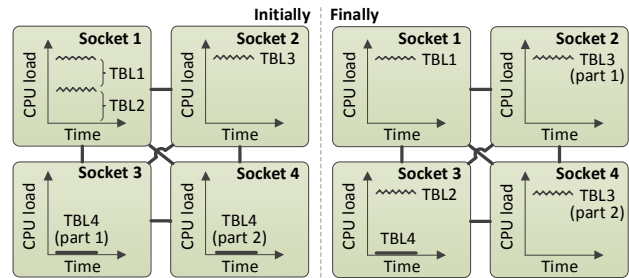 Initially
Finally
Socket 1
CPU load
TBL1
TBL2
Time
Socket 2
CPU load
TBL3
Time
Socket 3
CPU load
TBL4
(part 1)
Time
Socket 4
CPU load
TBL4
(part 2)
Time
Socket 1
CPU load
TBL1
Time
Socket 2
CPU load
TBL3
(part 1)
Time
Socket 3
CPU load
TBL2
TBL4
Time
Socket 4
CPU load
TBL3
(part 2)
Time